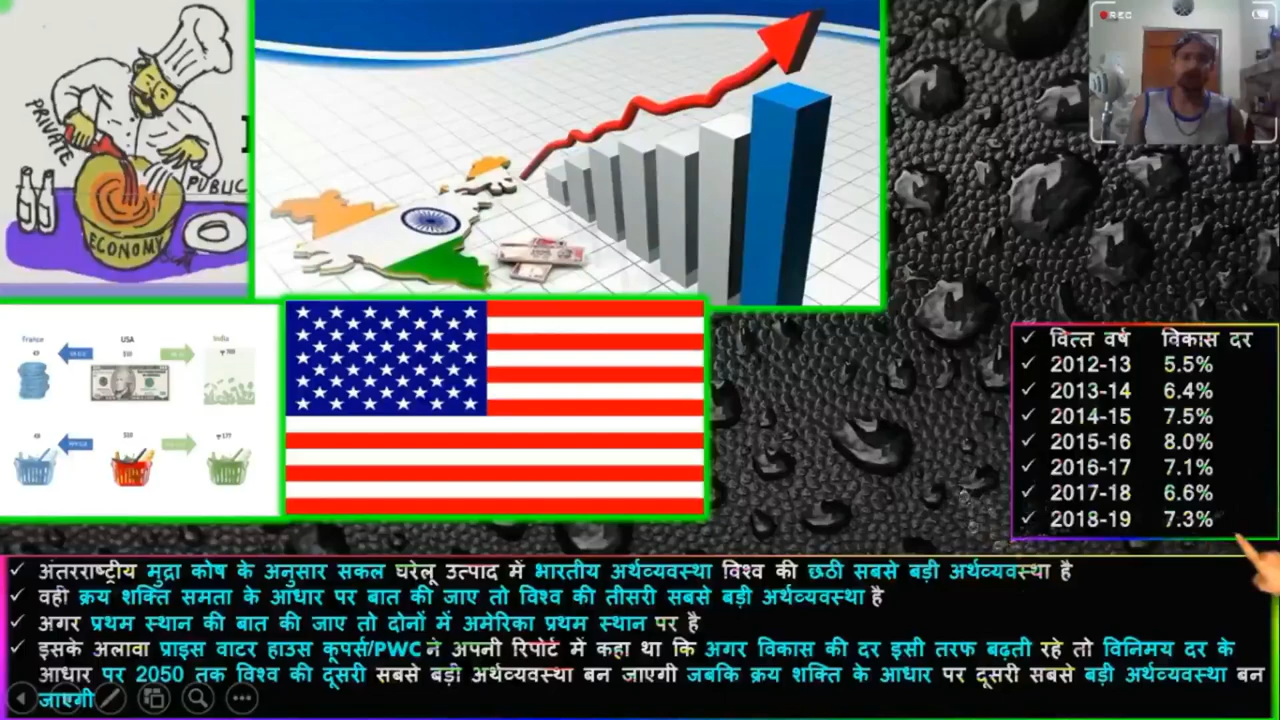 REC
PRIVATE
PUBLIC
ECONOMY
France
USA
India
$10
$10
✓ वित्त वर्ष विकास दर
✓ 2012-13 5.5%
✓ 2013-14 6.4%
✓ 2014-15 7.5%
✓ 2015-16 8.0%
✓ 2016-17 7.1%
✓ 2017-18 6.6%
✓ 2018-19 7.3%
✓ अंतरराष्ट्रीय मुद्रा कोष के अनुसार सकल घरेलू उत्पाद में भारतीय अर्थव्यवस्था विश्व की छठी सबसे बड़ी अर्थव्यवस्था है
✓ वही क्रय शक्ति समता के आधार पर बात की जाए तो विश्व की तीसरी सबसे बड़ी अर्थव्यवस्था है
✓ अगर प्रथम स्थान की बात की जाए तो दोनों में अमेरिका प्रथम स्थान पर है
✓ इसके अलावा प्राइस वाटर हाउस कूपर्स/PWC ने अपनी रिपोर्ट में कहा था कि अगर विकास की दर इसी तरफ बढ़ती रहे तो विनिमय दर के
आधार पर 2050 तक विश्व की दूसरी सबसे बड़ी अर्थव्यवस्था बन जाएगी जबकि क्रय शक्ति के आधार पर दूसरी सबसे बड़ी अर्थव्यवस्था बन
जाएगी